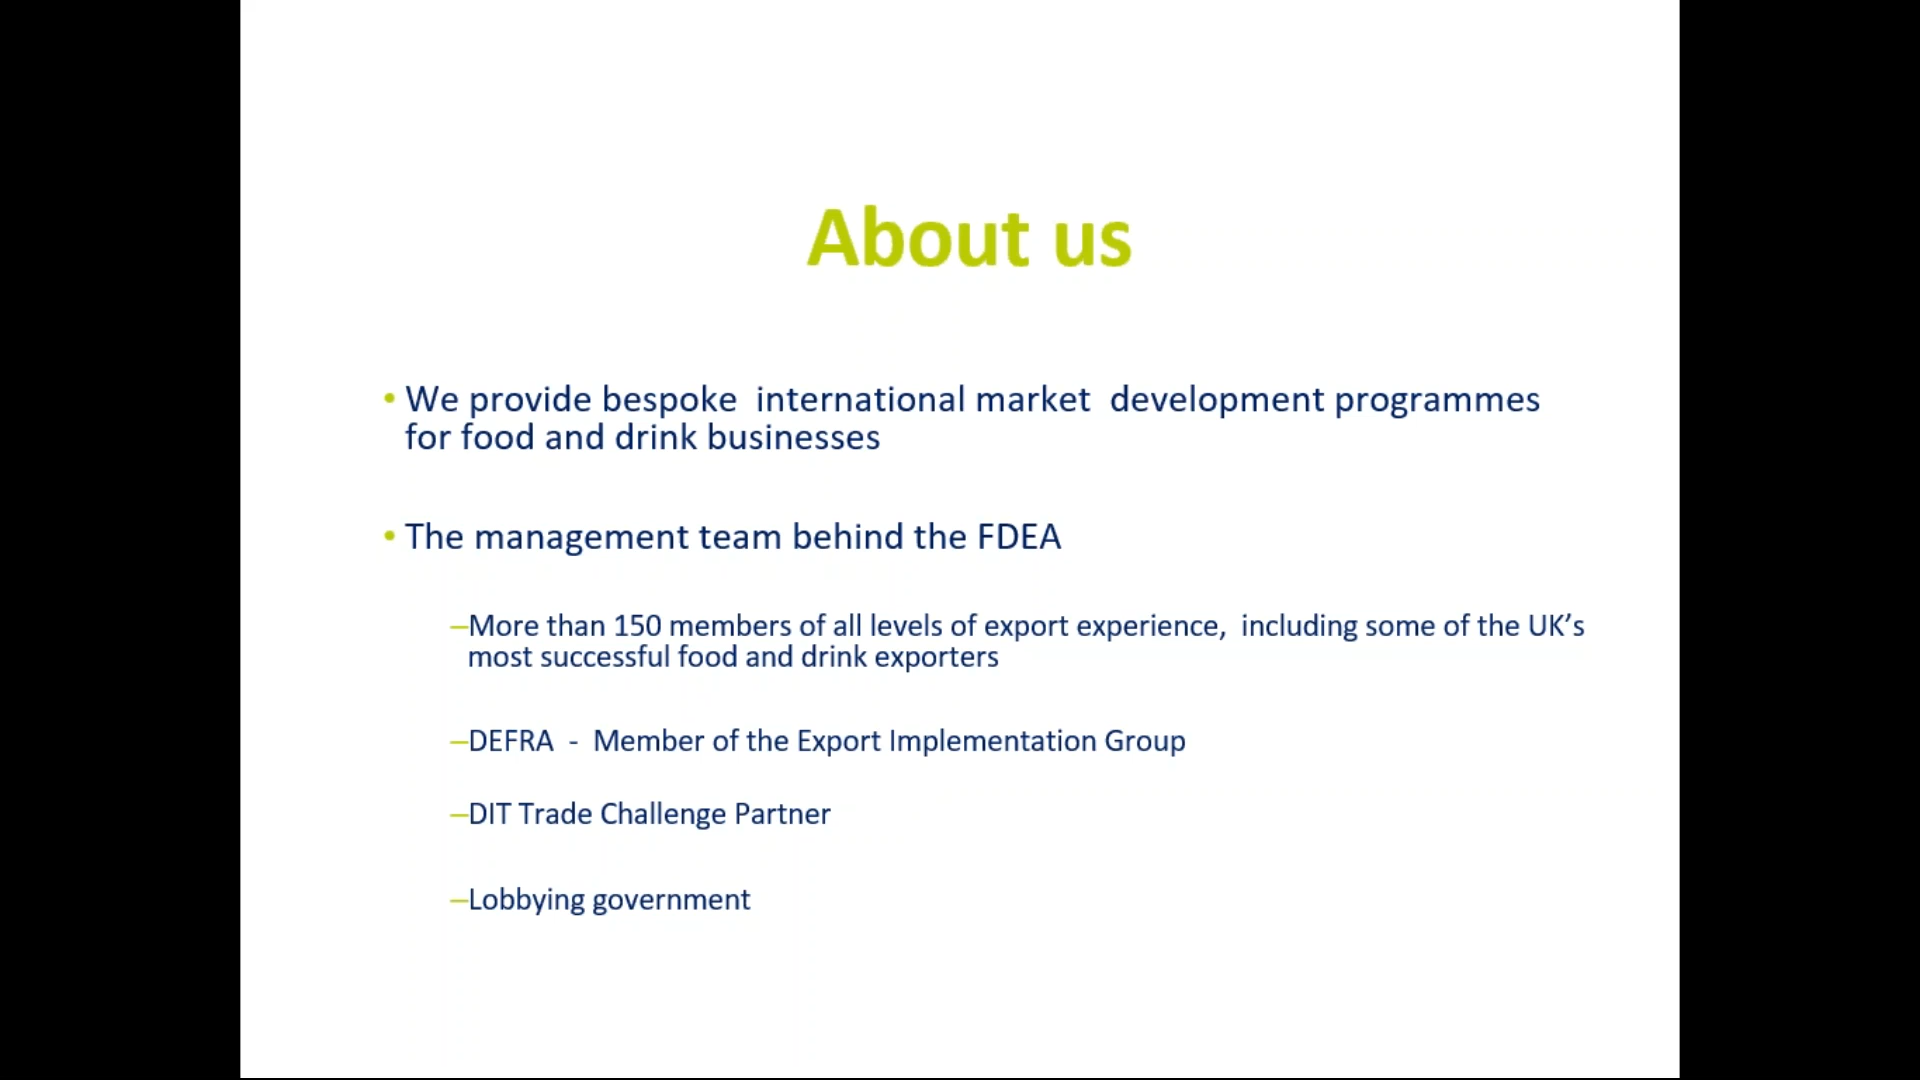 About us
• We provide bespoke  international market  development programmes
for food and drink businesses
• The management team behind the FDEA
–More than 150 members of all levels of export experience,  including some of the UK’s
most successful food and drink exporters
–DEFRA  -  Member of the Export Implementation Group
–DIT Trade Challenge Partner
–Lobbying government